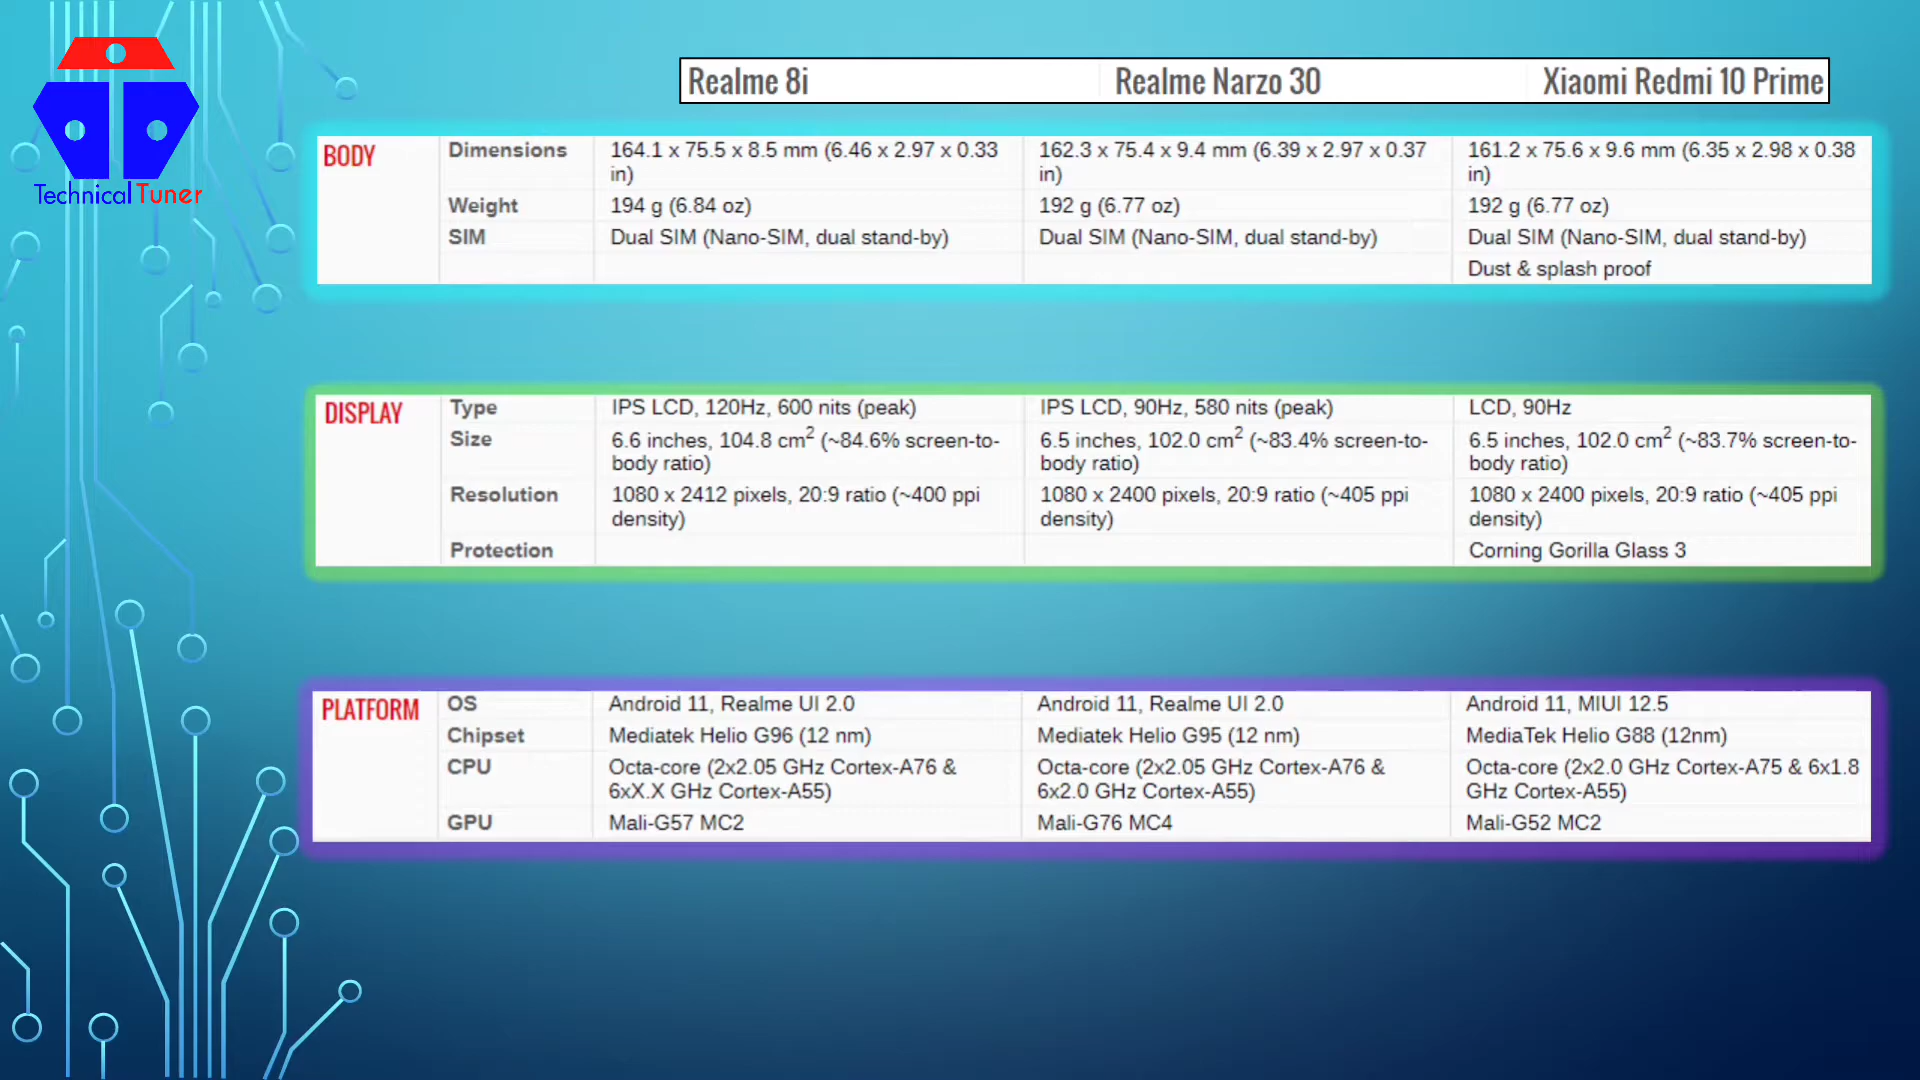 Technical Tuner
Realme 8i Realme Narzo 30 Xiaomi Redmi 10 Prime
BODY Dimensions 164.1 x 75.5 x 8.5 mm (6.46 x 2.97 x 0.33 162.3 x 75.4 x 9.4 mm (6.39 x 2.97 x 0.37 161.2 x 75.6 x 9.6 mm (6.35 x 2.98 x 0.38
in) in) in)
Weight 194 g (6.84 oz) 192 g (6.77 oz) 192 g (6.77 oz)
SIM Dual SIM (Nano-SIM, dual stand-by) Dual SIM (Nano-SIM, dual stand-by) Dual SIM (Nano-SIM, dual stand-by)
Dust & splash proof
DISPLAY Type IPS LCD, 120Hz, 600 nits (peak) IPS LCD, 90Hz, 580 nits (peak) LCD, 90Hz
Size 6.6 inches, 104.8 cm² (~84.6% screen-to- 6.5 inches, 102.0 cm² (~83.4% screen-to- 6.5 inches, 102.0 cm² (~83.7% screen-to-
body ratio) body ratio) body ratio)
Resolution 1080 x 2412 pixels, 20:9 ratio (~400 ppi 1080 x 2400 pixels, 20:9 ratio (~405 ppi 1080 x 2400 pixels, 20:9 ratio (~405 ppi
density) density) density)
Protection Corning Gorilla Glass 3
PLATFORM OS Android 11, Realme UI 2.0 Android 11, Realme UI 2.0 Android 11, MIUI 12.5
Chipset Mediatek Helio G96 (12 nm) Mediatek Helio G95 (12 nm) MediaTek Helio G88 (12nm)
CPU Octa-core (2x2.05 GHz Cortex-A76 & Octa-core (2x2.05 GHz Cortex-A76 & Octa-core (2x2.0 GHz Cortex-A75 & 6x1.8
6xX.X GHz Cortex-A55) 6x2.0 GHz Cortex-A55) GHz Cortex-A55)
GPU Mali-G57 MC2 Mali-G76 MC4 Mali-G52 MC2